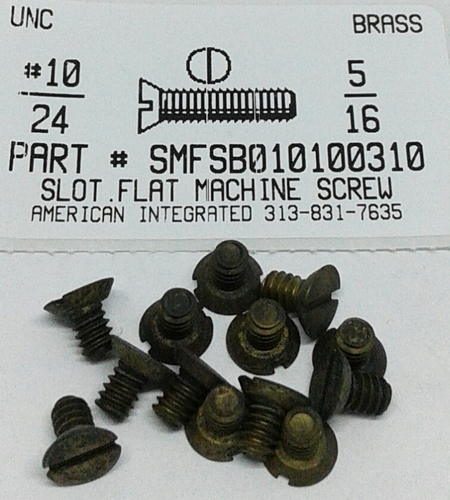 UNC BRASS
#10 5
24 16
PART # SMFSB010100310
SLOT.FLAT MACHINE SCREW
AMERICAN INTEGRATED 313-831-7635